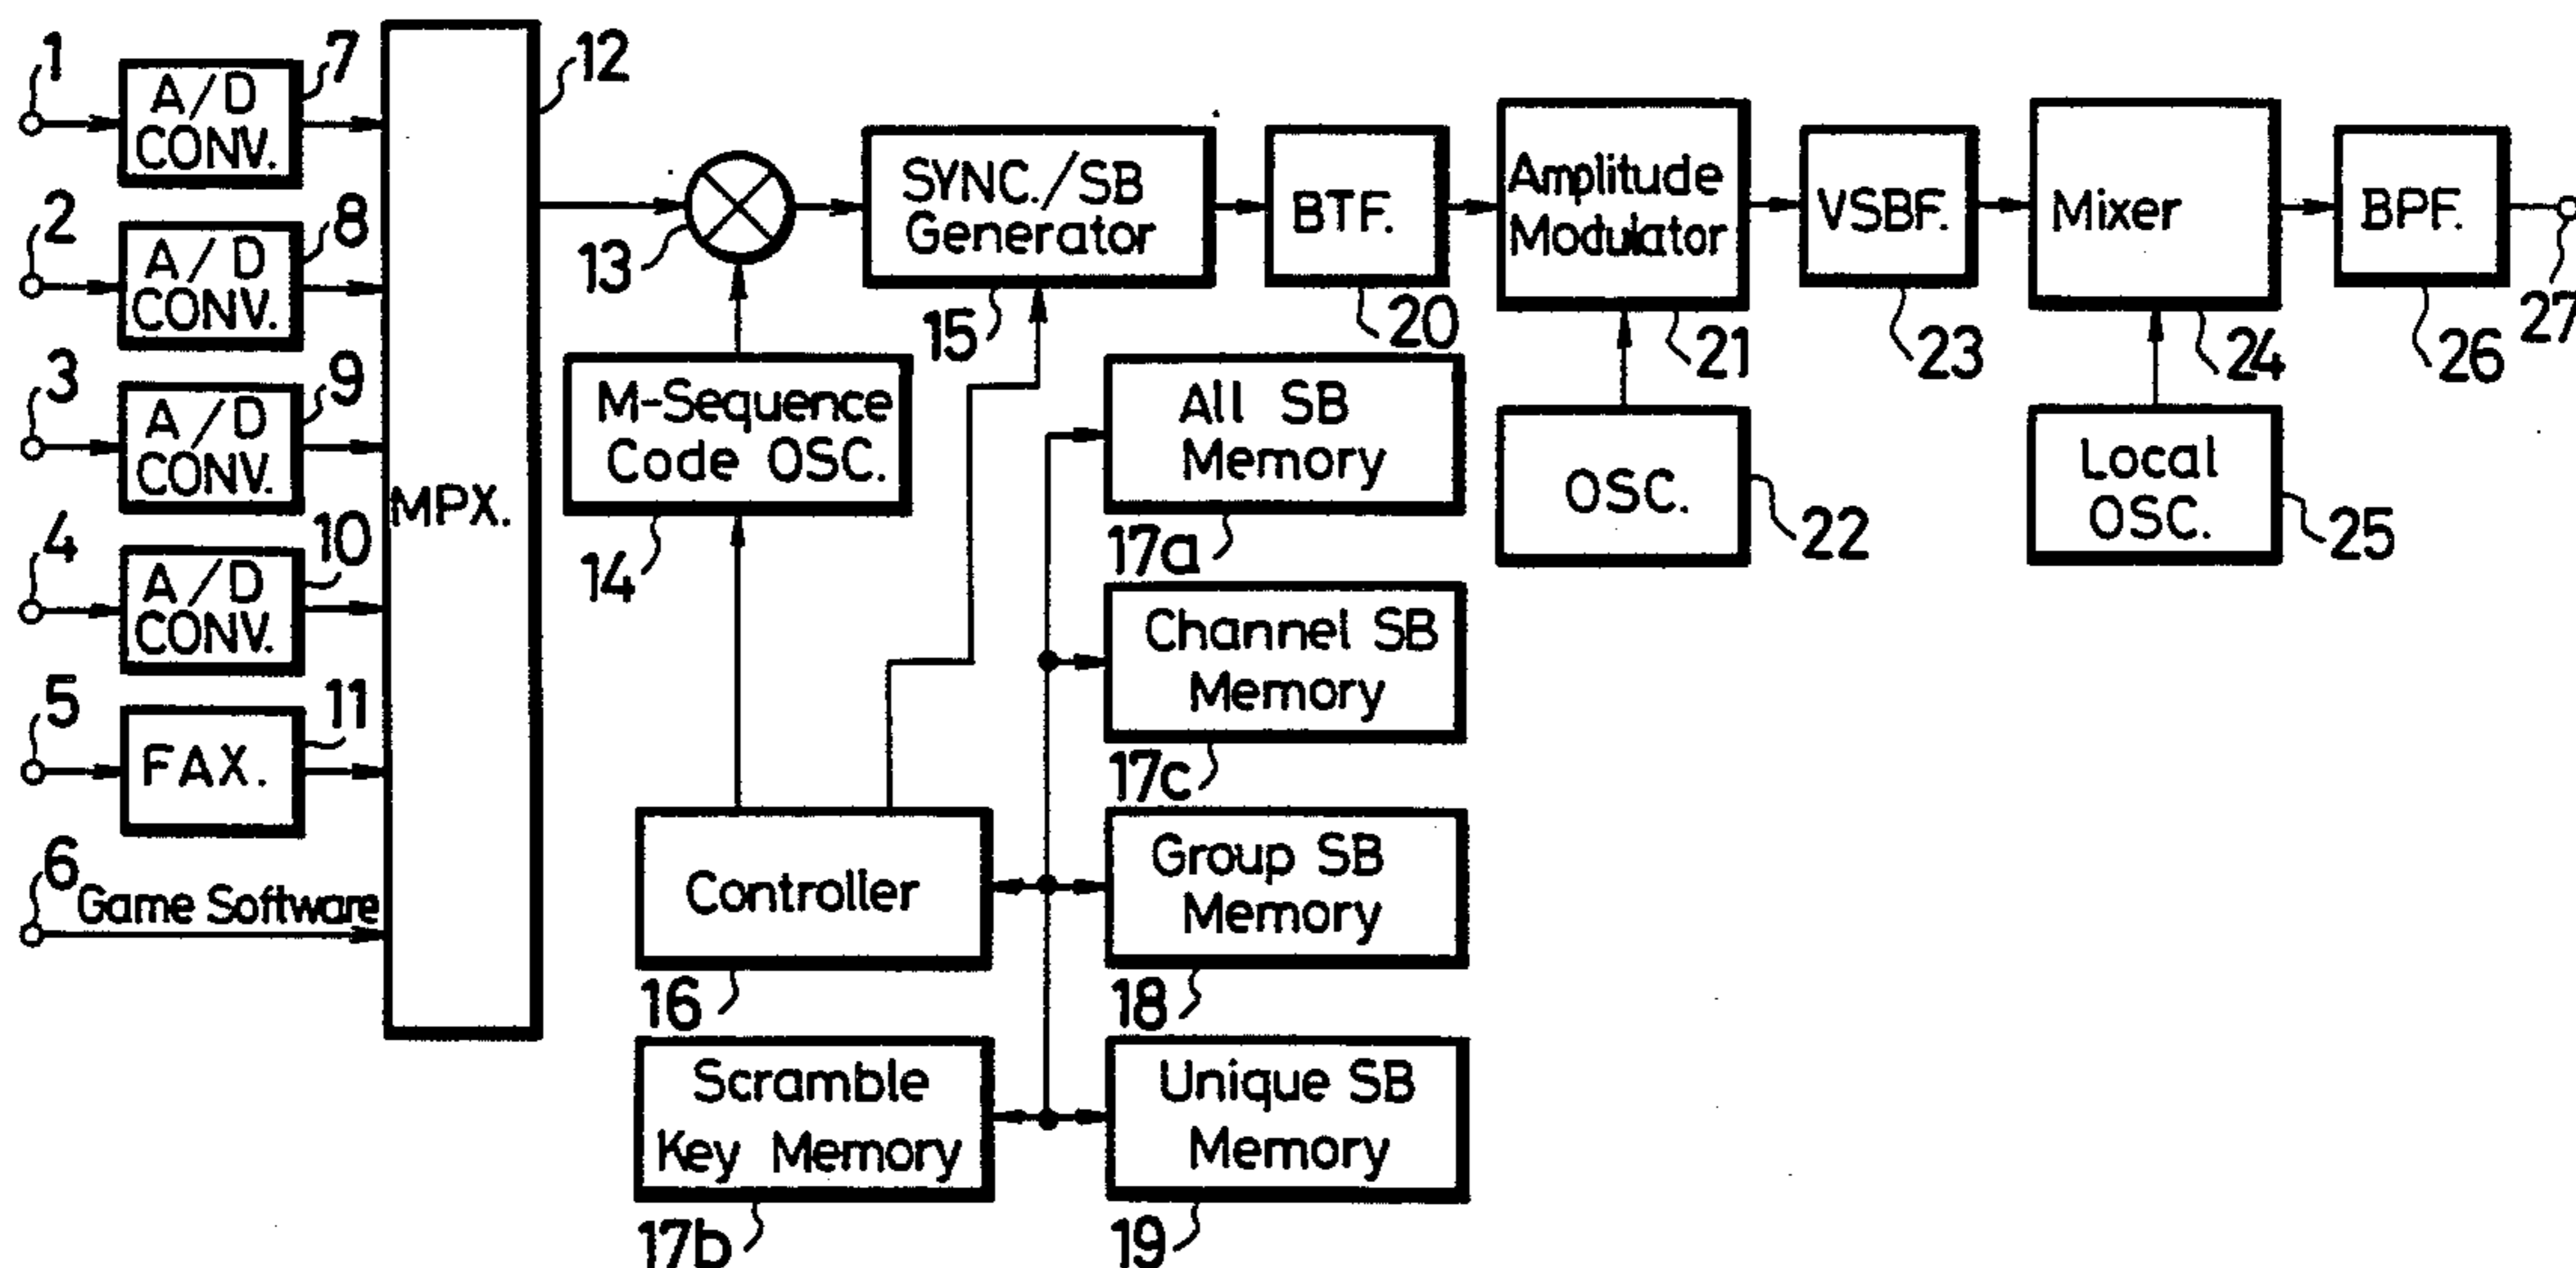 1
A/D
CONV.
7
2
A/D
CONV.
8
3
A/D
CONV.
9
4
A/D
CONV.
10
5
FAX.
11
6
Game Software
MPX.
12
13
M-Sequence
Code OSC.
14
SYNC./SB
Generator
15
Controller
16
Scramble
Key Memory
17b
All SB
Memory
17a
Channel SB
Memory
17c
Group SB
Memory
18
Unique SB
Memory
19
BTF.
20
Amplitude
Modulator
21
OSC.
22
VSBF.
23
Mixer
24
Local
OSC.
25
BPF.
26
27